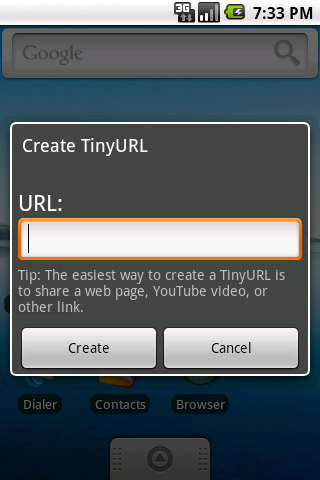 3G 7:33 PM
Google
Create TinyURL
URL:
Tip: The easiest way to create a TinyURL is
to share a web page, YouTube video, or
other link.
Create Cancel
Dialer Contacts Browser